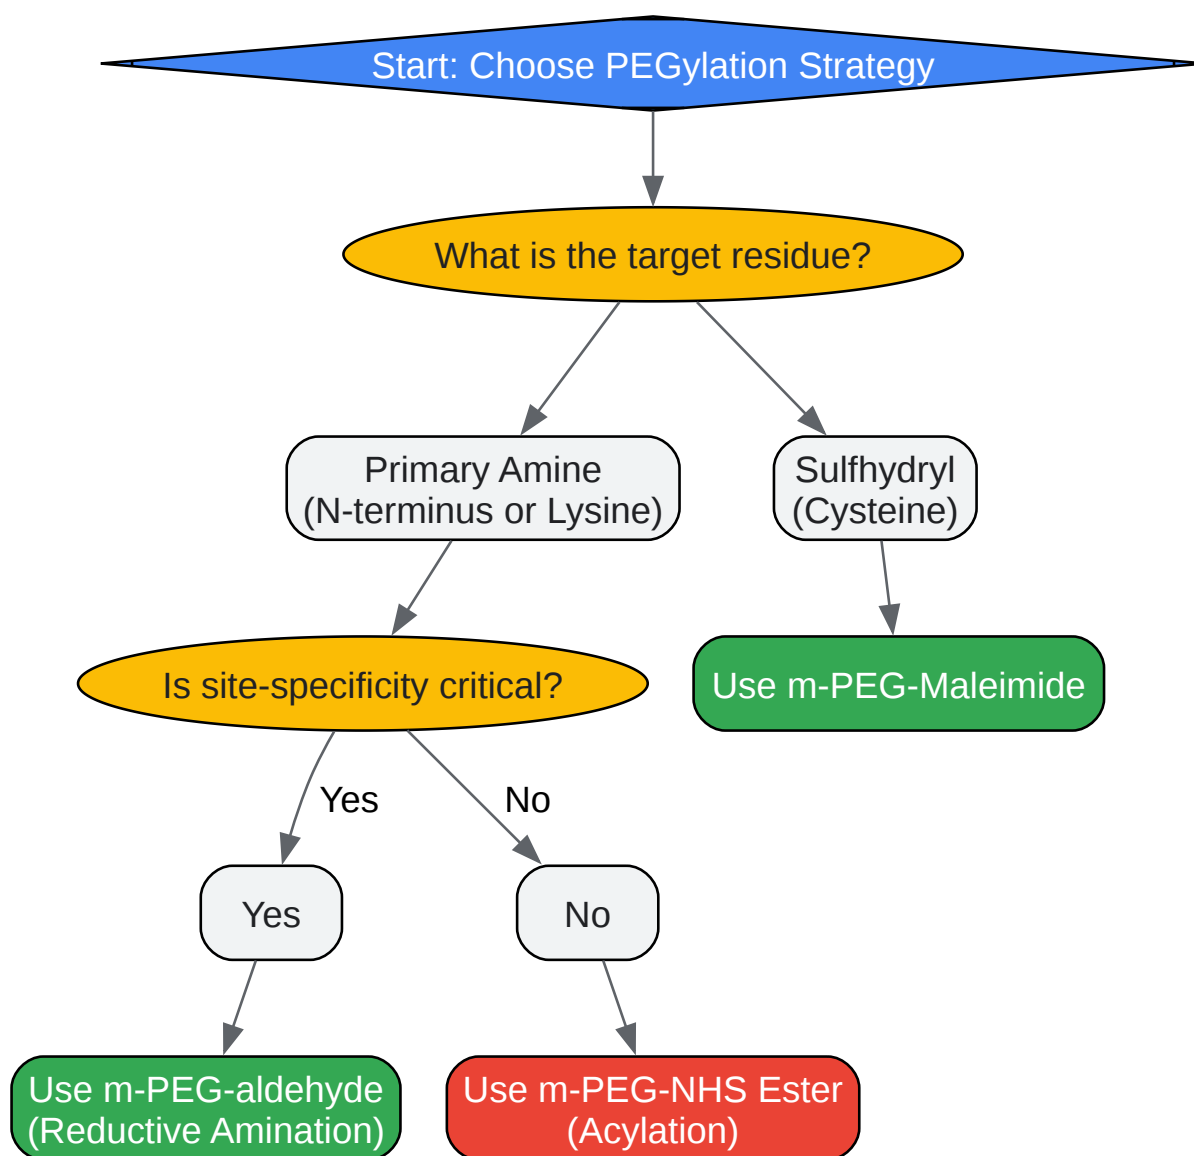 Start: Choose PEGylation Strategy
What is the target residue?
Primary Amine
(N-terminus or Lysine)
Sulfhydryl
(Cysteine)
Is site-specificity critical?
Use m-PEG-Maleimide
Yes
No
Yes
No
Use m-PEG-aldehyde
(Reductive Amination)
Use m-PEG-NHS Ester
(Acylation)